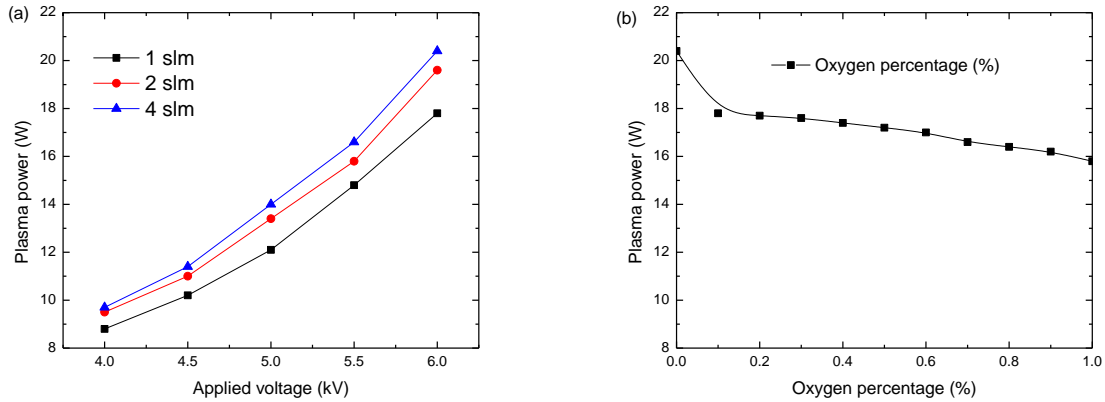 (a)
22
20
18
16
14
12
10
8
Plasma power (W)
1 slm
2 slm
4 slm
4.0 4.5 5.0 5.5 6.0
Applied voltage (kV)
(b)
22
20
18
16
14
12
10
8
Plasma power (W)
Oxygen percentage (%)
0.0 0.2 0.4 0.6 0.8 1.0
Oxygen percentage (%)